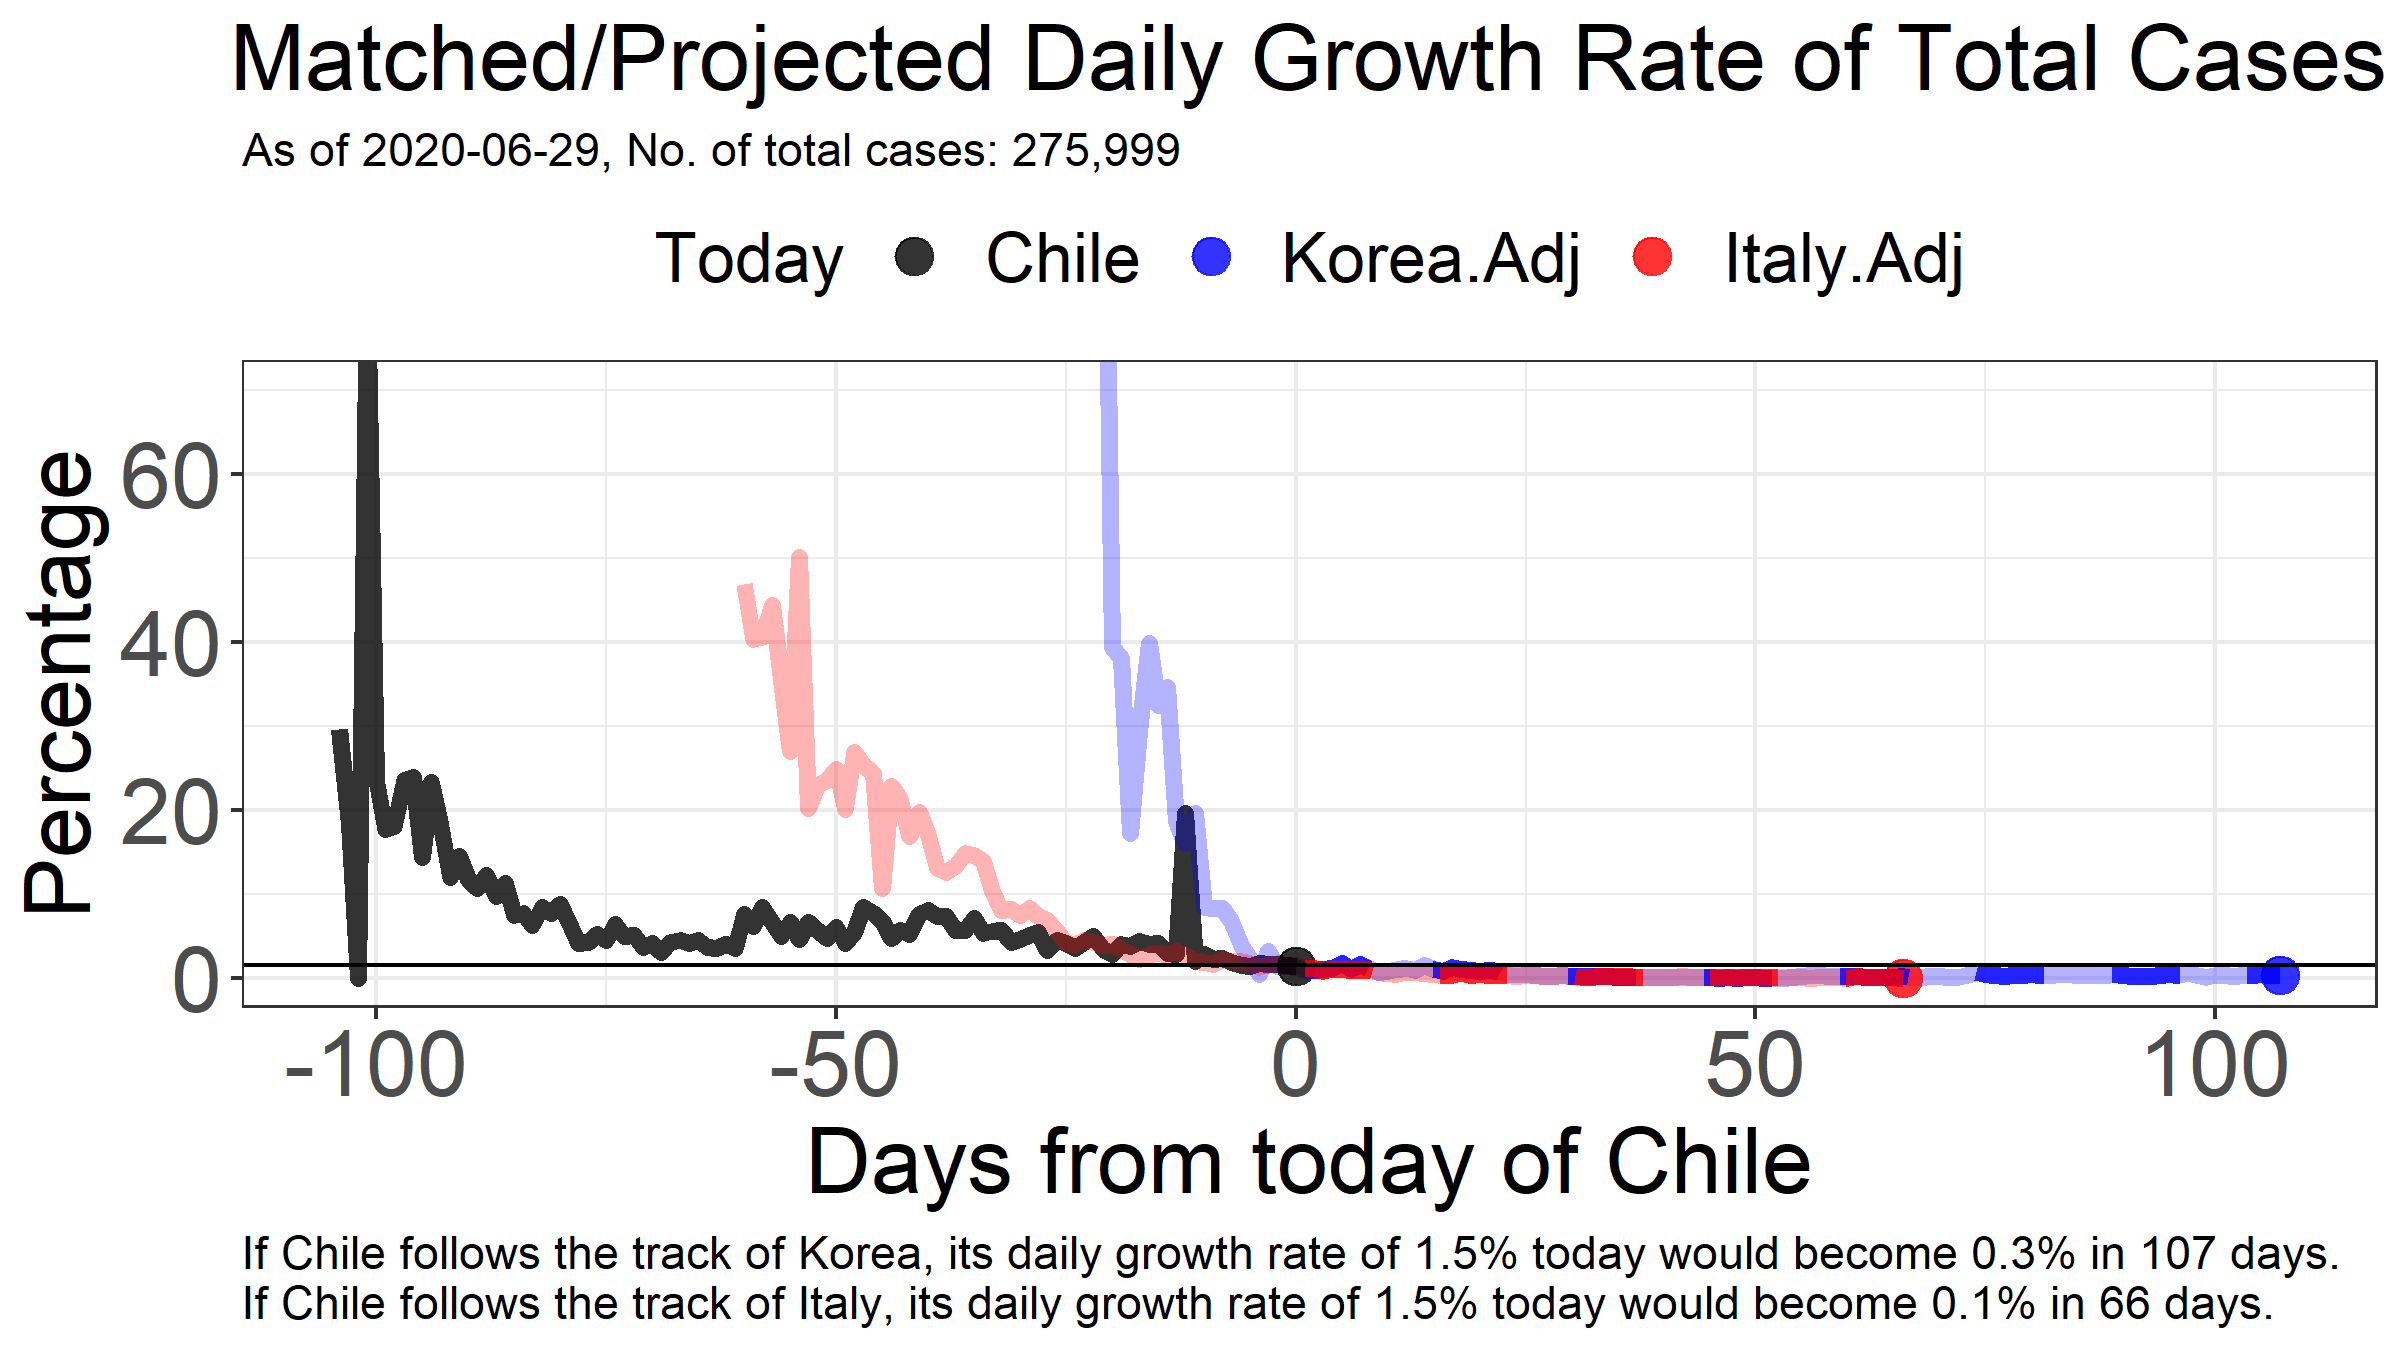 Matched/Projected Daily Growth Rate of Total Cases
As of 2020-06-29, No. of total cases: 275,999
Today Chile Korea.Adj Italy.Adj
Percentage
60
40
20
0
-100 -50 0 50 100
Days from today of Chile
If Chile follows the track of Korea, its daily growth rate of 1.5% today would become 0.3% in 107 days.
If Chile follows the track of Italy, its daily growth rate of 1.5% today would become 0.1% in 66 days.